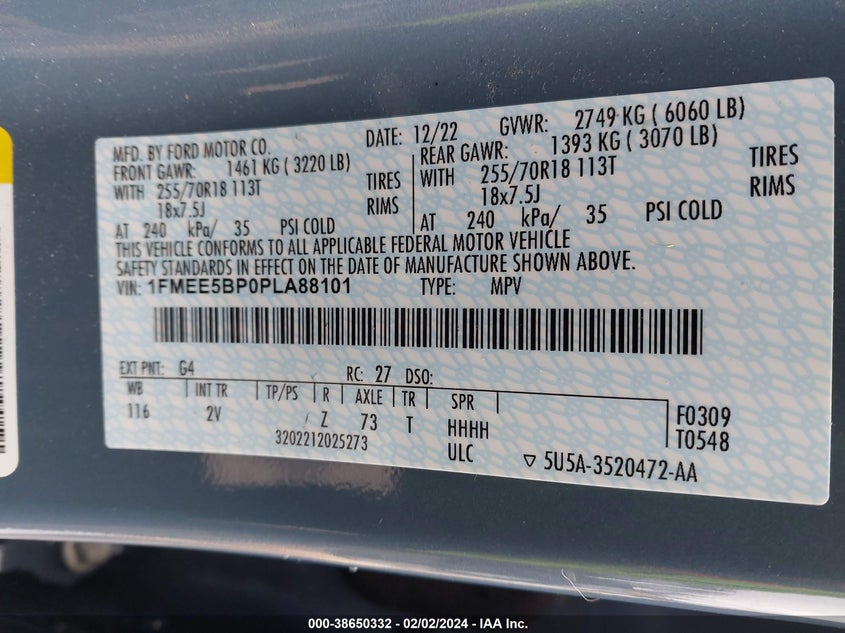 MFD. BY FORD MOTOR CO. DATE: 12/22 GVWR: 2749 KG ( 6060 LB)
FRONT GAWR: 1461 KG ( 3220 LB) REAR GAWR: 1393 KG ( 3070 LB)
WITH 255/70R18 113T TIRES WITH 255/70R18 113T TIRES
18x7.5J RIMS 18x7.5J RIMS
AT 240 kPa/ 35 PSI COLD AT 240 kPa/ 35 PSI COLD
THIS VEHICLE CONFORMS TO ALL APPLICABLE FEDERAL MOTOR VEHICLE
SAFETY STANDARDS IN EFFECT ON THE DATE OF MANUFACTURE SHOWN ABOVE.
VIN: 1FMEE5BP0PLA88101 TYPE: MPV
EXT PNT: G4 RC: 27 DSO:
WB INT TR TP/PS R AXLE TR SPR
116 2V Z 73 T HHHH F0309
3202212025273 ULC T0548
▽ 5U5A-3520472-AA
000-38650332 - 02/02/2024 - IAA Inc.